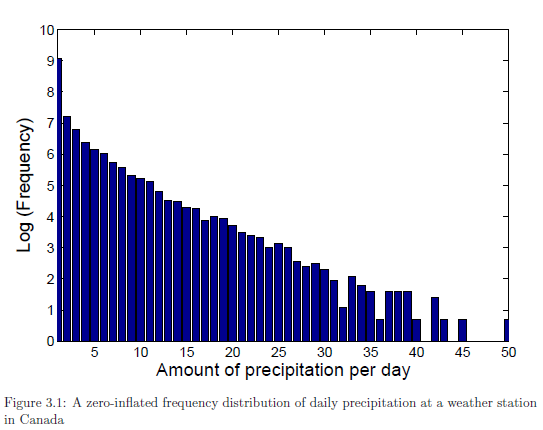 10
9
8
7
6
5
4
3
2
1
0
Log (Frequency)
5 10 15 20 25 30 35 40 45 50
Amount of precipitation per day
Figure 3.1: A zero-inflated frequency distribution of daily precipitation at a weather station
in Canada